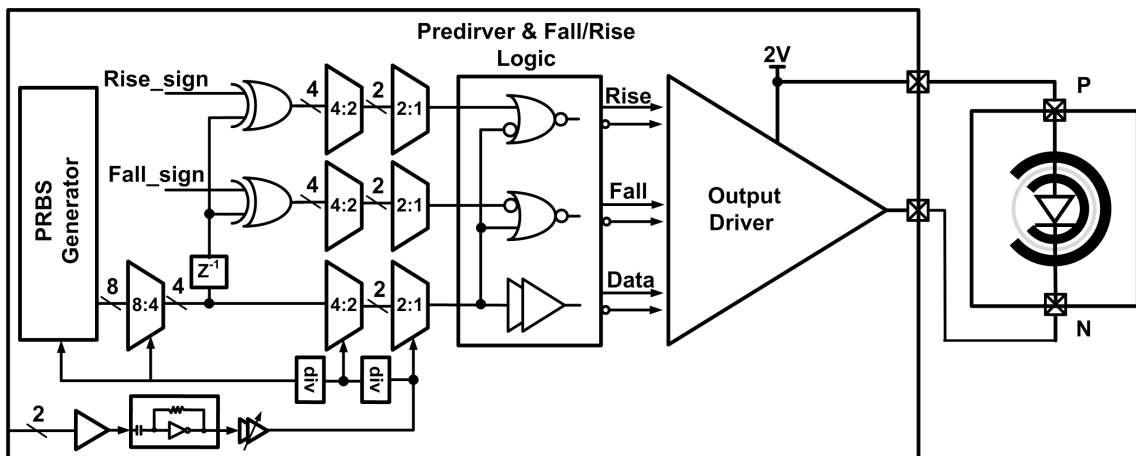 Predirver & Fall/Rise
Logic
2V
P
Rise_sign
4
4:2
2
2:1
Rise
Fall_sign
4
4:2
2
2:1
Fall
Output
Driver
PRBS
Generator
Z-1
8
8:4
4
4:2
2
2:1
Data
N
div
div
2